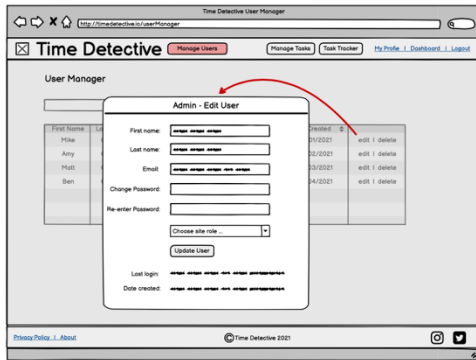 Time Detective User Manager
http://timedetective.io/userManager
Time Detective
Manage Users
Manage Tasks
Task Tracker
My Profile | Dashboard | Logout
User Manager
Admin - Edit User
First name:
Last name:
Email:
Change Password:
Re-enter Password:
Choose site role ...
Update User
Last login:
Date created:
First Name
Created
Mike
01/2021
edit | delete
Amy
02/2021
edit | delete
Matt
03/2021
edit | delete
Ben
04/2021
edit | delete
Privacy Policy | About
© Time Detective 2021